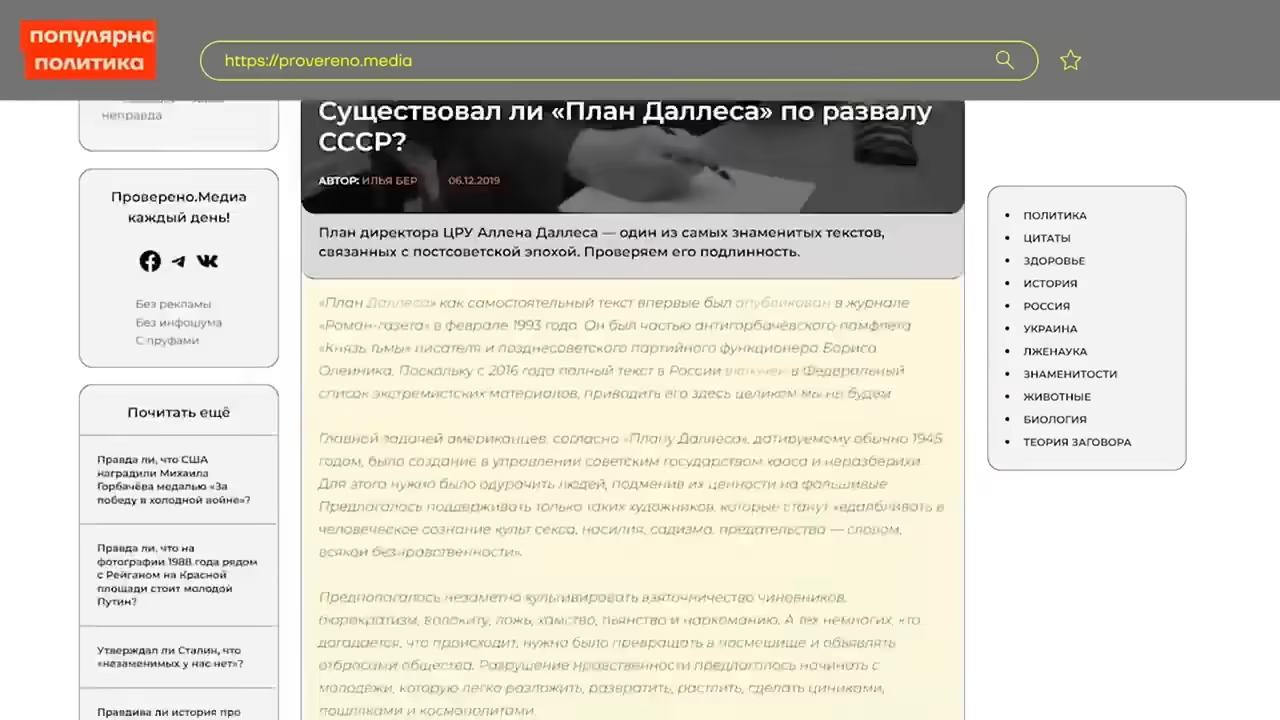 популярно
политика
https://provereno.media
неправда
Проверено.Медиа
каждый день!
Без рекламы
Без инфошума
С пруфами
Почитать ещё
Правда ли, что США
наградили Михаила
Горбачёва медалью «За
победу в холодной войне»?
Правда ли, что на
фотографии 1988 года рядом
с Рейганом на Красной
площади стоит молодой
Путин?
Утверждал ли Сталин, что
«незаменимых у нас нет»?
Правдива ли история про
Существовал ли «План Даллеса» по развалу
СССР?
АВТОР: ИЛЬЯ БЕР 06.12.2019
План директора ЦРУ Аллена Даллеса — один из самых знаменитых текстов,
связанных с постсоветской эпохой. Проверяем его подлинность.
«План Даллеса» как самостоятельный текст впервые был опубликован в журнале
«Роман-газета» в феврале 1993 года. Он был частью антигорбачёвского памфлета
«Князь тьмы» писателя и позднесоветского партийного функционера Бориса
Олейника. Поскольку с 2016 года полный текст в России включён в Федеральный
список экстремистских материалов, приводить его здесь целиком мы не будем
Главной задачей американцев, согласно «Плану Даллеса», датируемому обычно 1945
годом, было создание в управлении советским государством хаоса и неразберихи.
Для этого нужно было одурачить людей, подменив их ценности на фальшивые
Предлагалось поддерживать только таких художников, которые станут «вдалбливать в
человеческое сознание культ секса, насилия, садизма, предательства — словом,
всякой безнравственности».
Предполагалось незаметно культивировать взяточничество чиновников,
бюрократизм, волокиту, ложь, хамство, пьянство и наркоманию. А тех немногих, кто
догадается, что происходит, нужно было превращать в посмешище и объявлять
отбросами общества. Разрушение нравственности предлагалось начинать с
молодёжи, которую легко разложить, развратить, растлить, сделать циниками,
пошляками и космополитами.
ПОЛИТИКА
ЦИТАТЫ
ЗДОРОВЬЕ
ИСТОРИЯ
РОССИЯ
УКРАИНА
ЛЖЕНАУКА
ЗНАМЕНИТОСТИ
ЖИВОТНЫЕ
БИОЛОГИЯ
ТЕОРИЯ ЗАГОВОРА